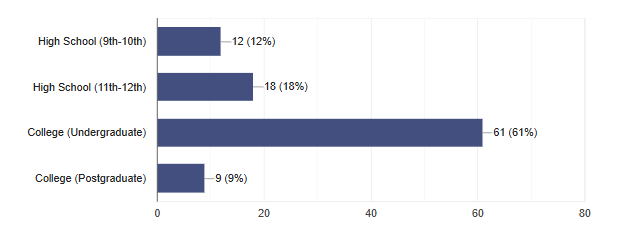 High School (9th-10th) 12 (12%)
High School (11th-12th) 18 (18%)
College (Undergraduate) 61 (61%)
College (Postgraduate) 9 (9%)
0 20 40 60 80